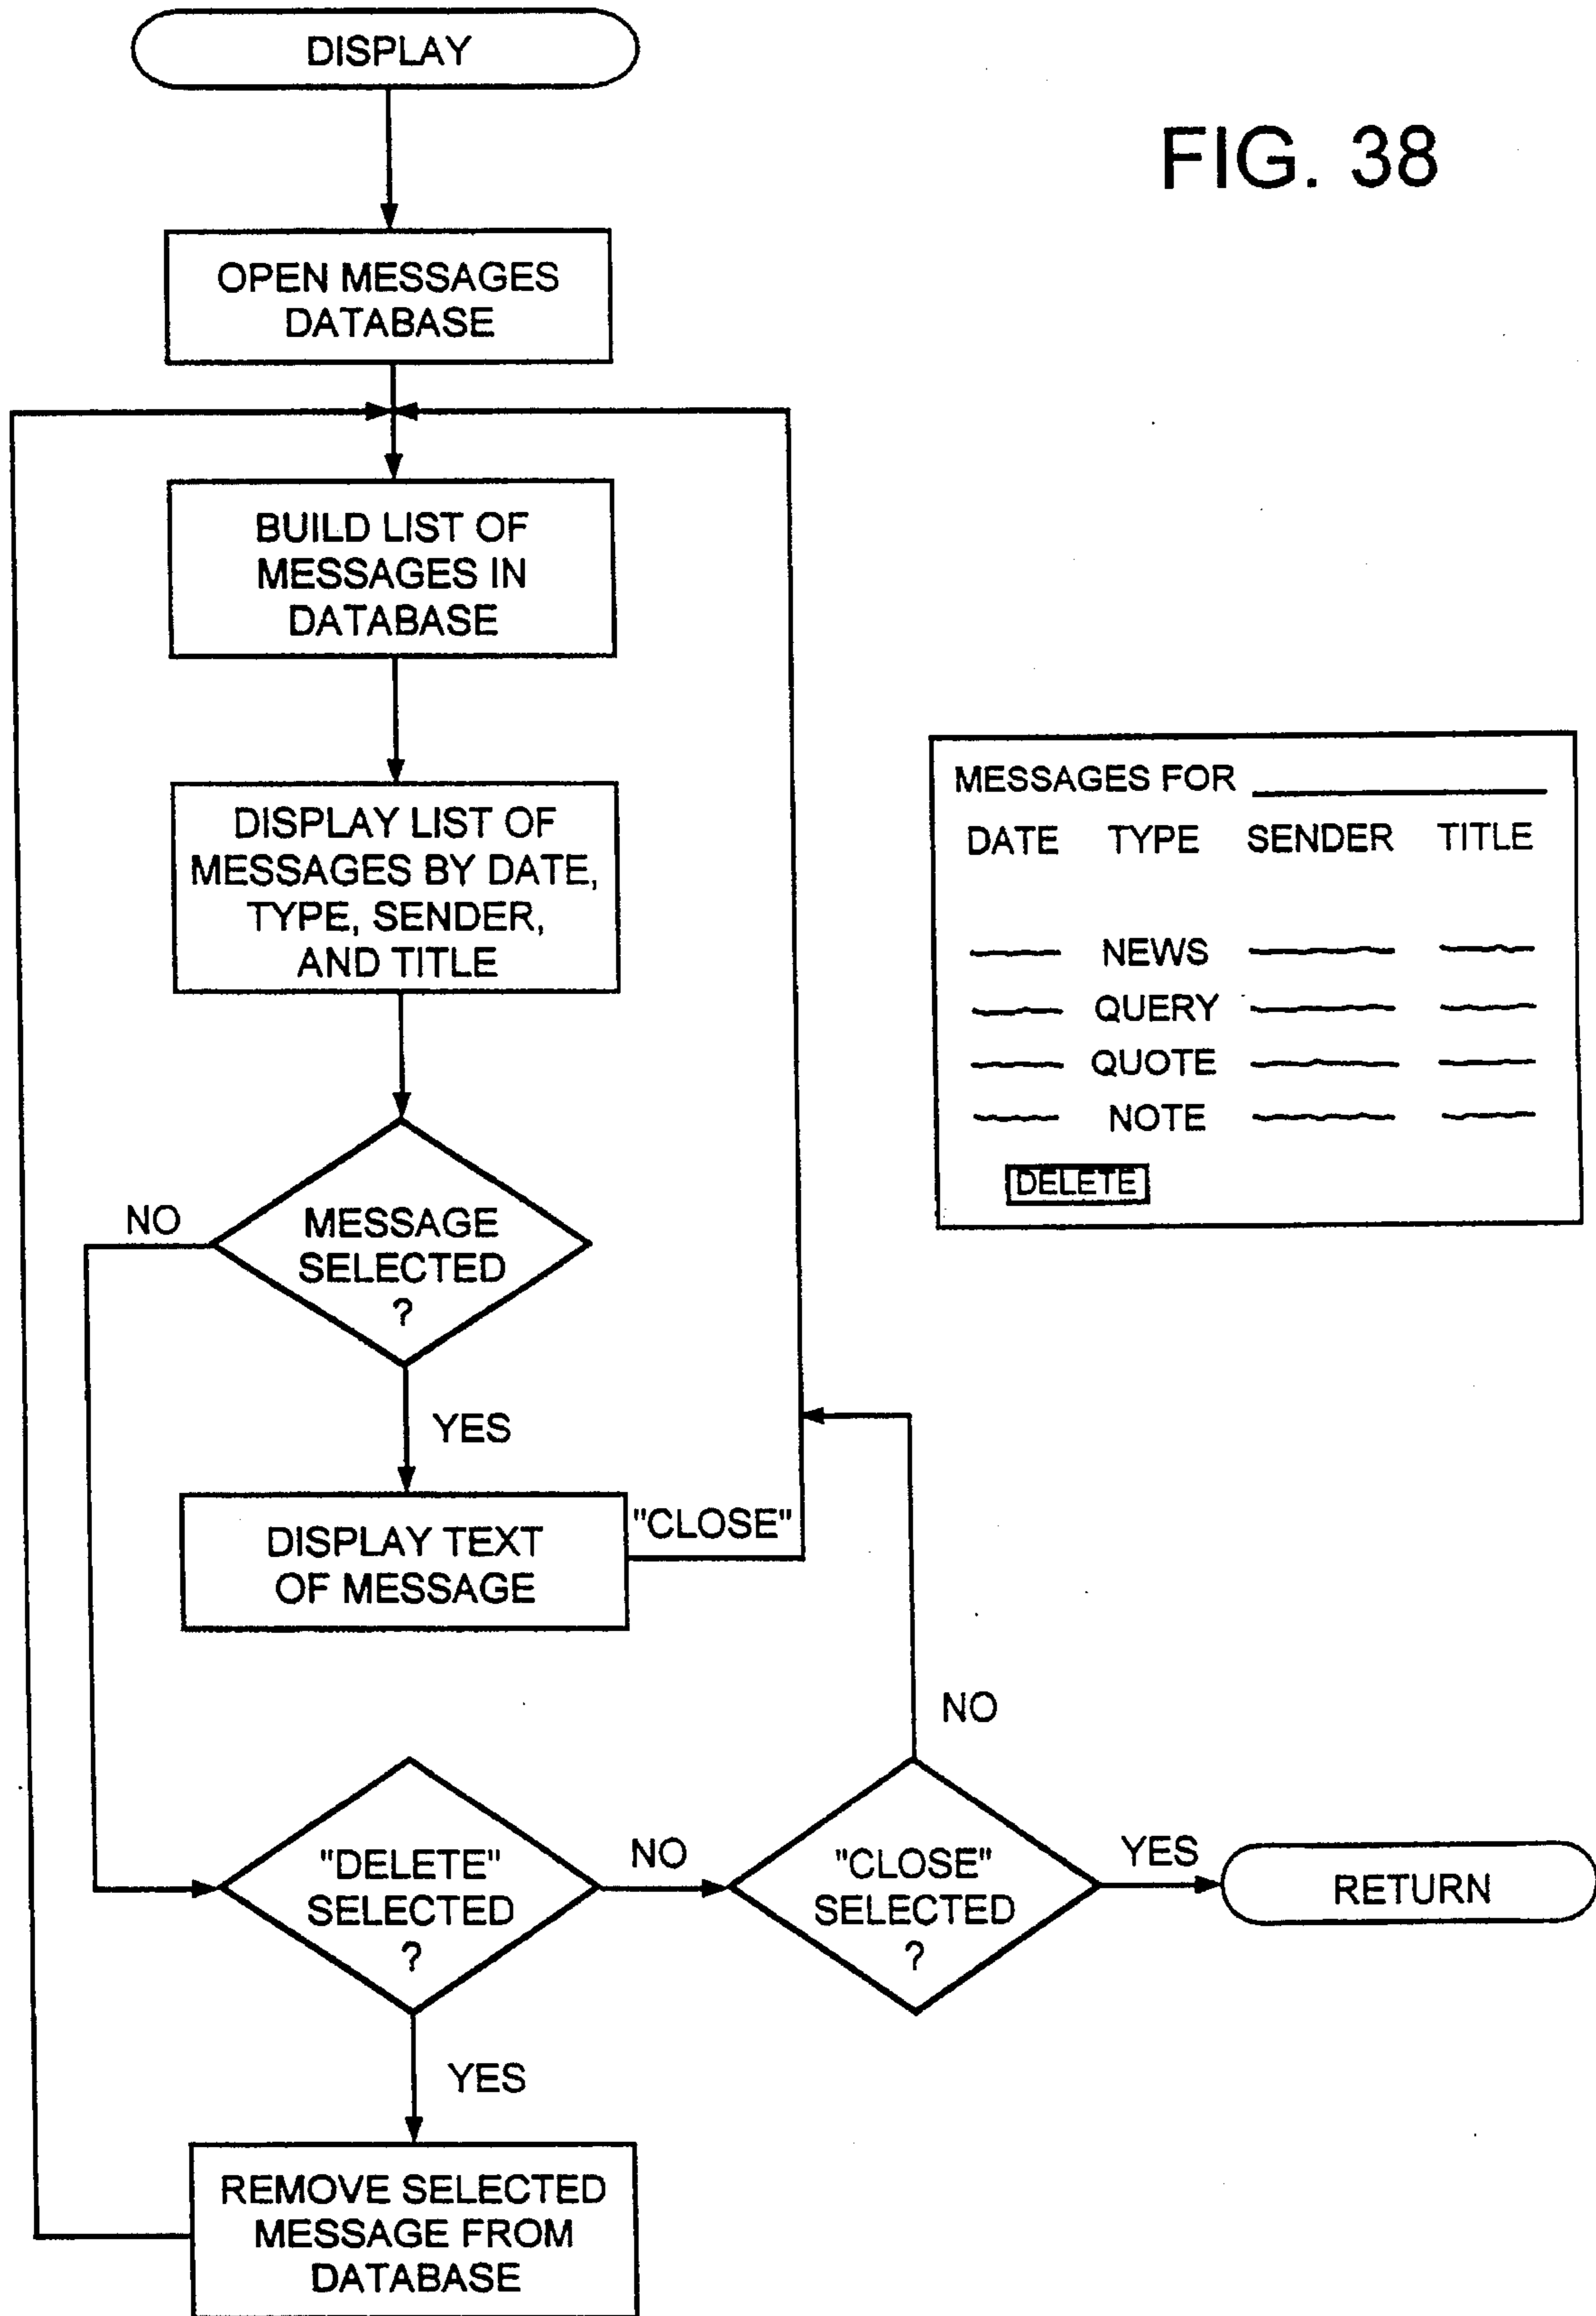 DISPLAY
FIG. 38
OPEN MESSAGES
DATABASE
BUILD LIST OF
MESSAGES IN
DATABASE
DISPLAY LIST OF
MESSAGES BY DATE,
TYPE, SENDER,
AND TITLE
MESSAGES FOR
DATE TYPE SENDER TITLE
NEWS
QUERY
QUOTE
NOTE
DELETE
NO
MESSAGE
SELECTED
?
YES
DISPLAY TEXT
OF MESSAGE
"CLOSE"
NO
"DELETE"
SELECTED
?
NO
"CLOSE"
SELECTED
?
YES
RETURN
YES
REMOVE SELECTED
MESSAGE FROM
DATABASE